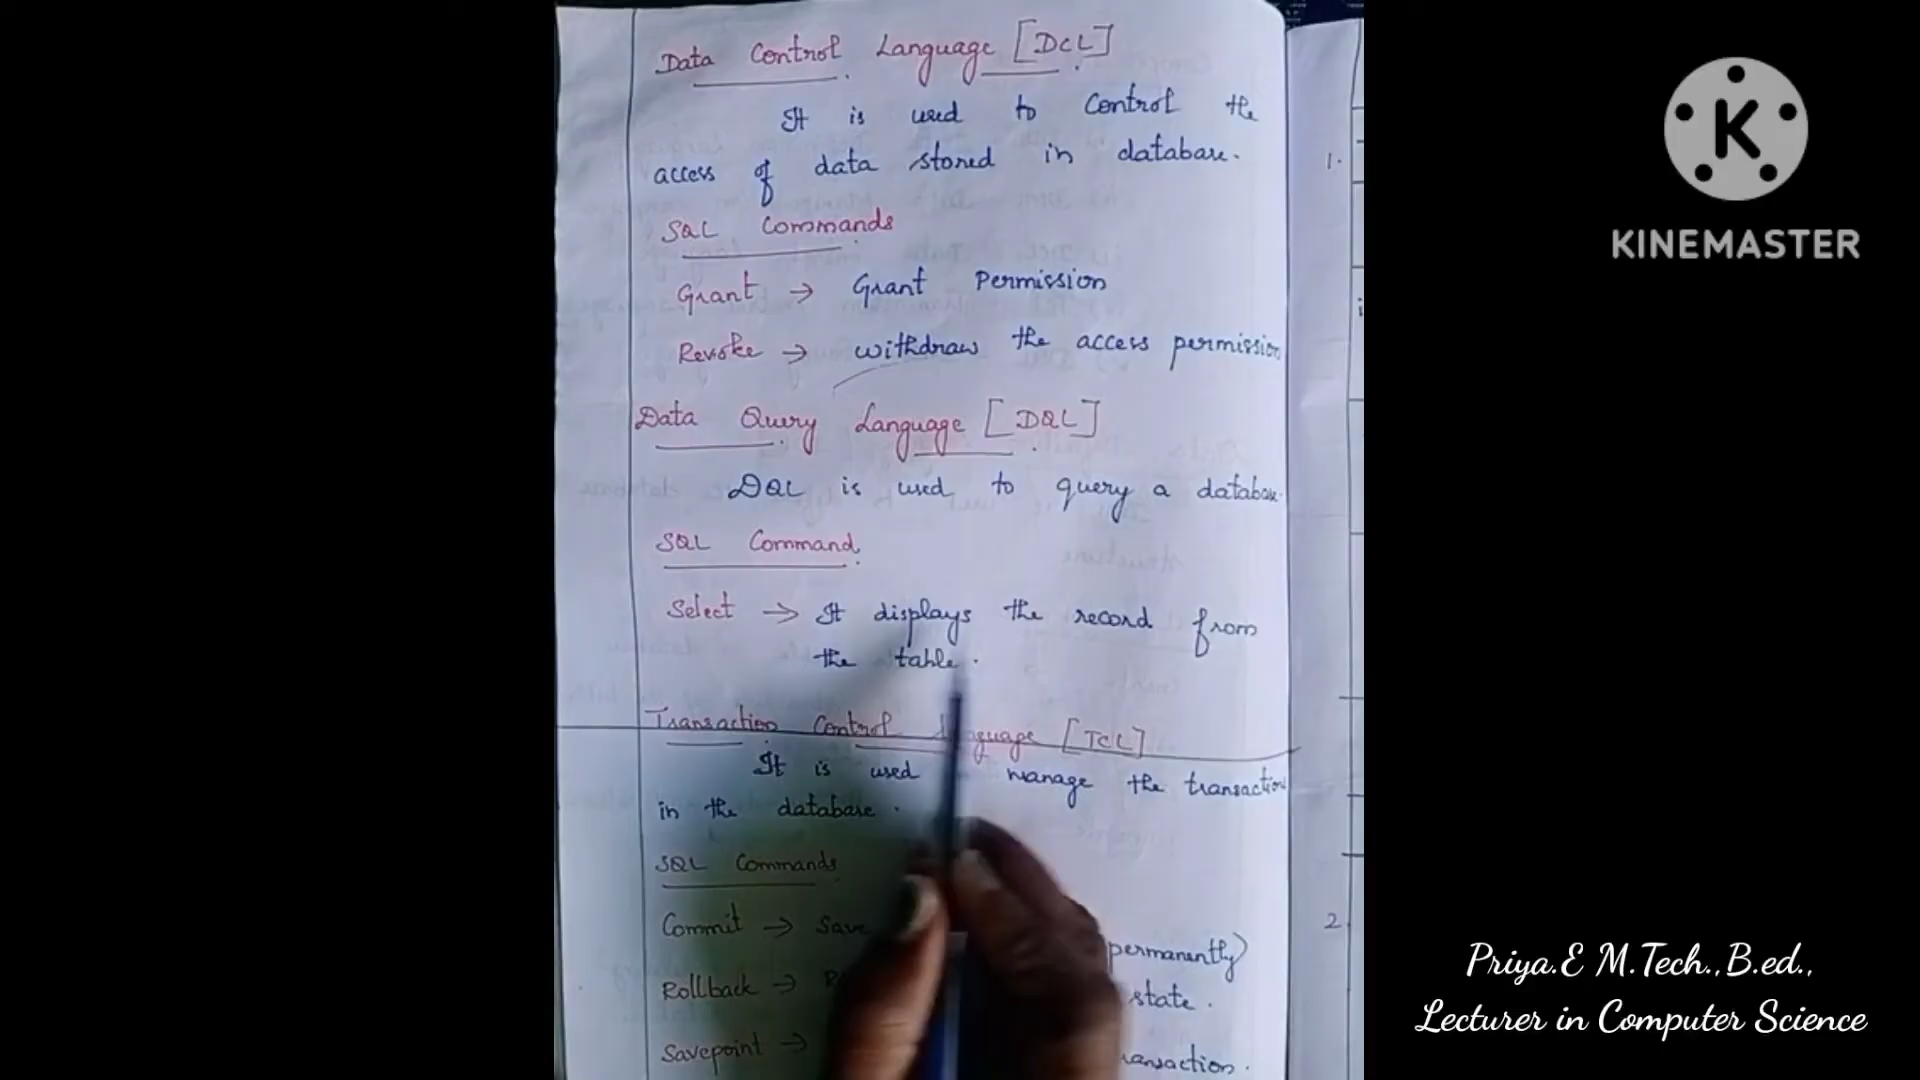 Data Control Language [DCL]
It is used to control the
access of data stored in database.
SQL Commands
Grant → Grant Permission
Revoke → withdraw the access permission
Data Query Language [DQL]
DQL is used to query a database.
SQL Command
Select → It displays the record from
the table.
Transaction Control Language [TCL]
It is used manage the transaction
in the database.
SQL Commands
Commit → Save permanently)
Rollback → state.
Savepoint →
1.
2
KINEMASTER
Priya.E M.Tech.,B.ed.,
Lecturer in Computer Science